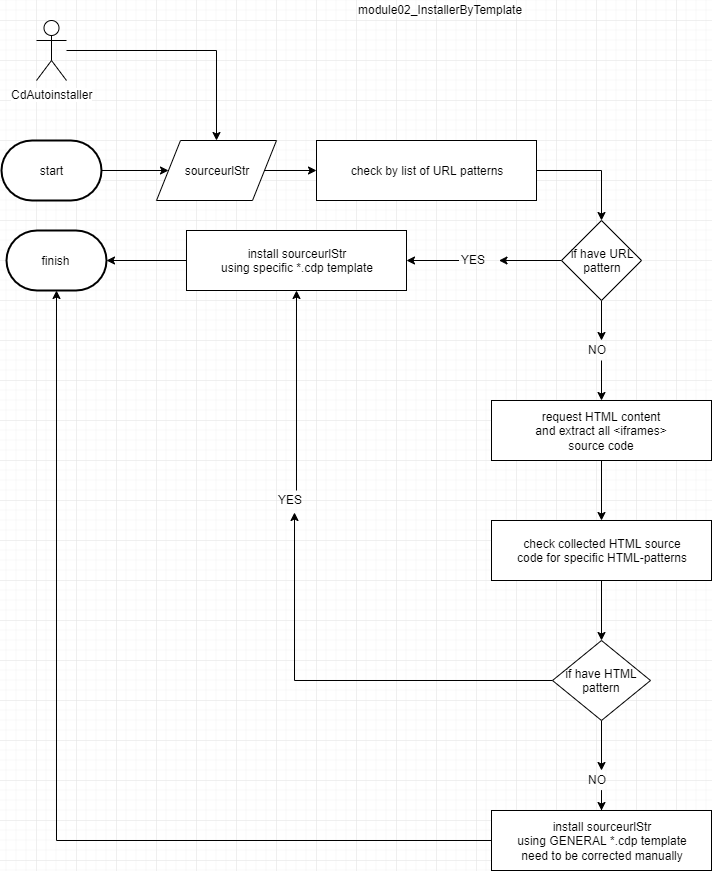 module02_InstallerByTemplate
CdAutoinstaller
start
sourceurlStr
check by list of URL patterns
finish
install sourceurlStr
using specific *.cdp template
YES
if have URL
pattern
NO
request HTML content
and extract all <iframes>
source code
YES
check collected HTML source
code for specific HTML-patterns
if have HTML
pattern
NO
install sourceurlStr
using GENERAL *.cdp template
need to be corrected manually